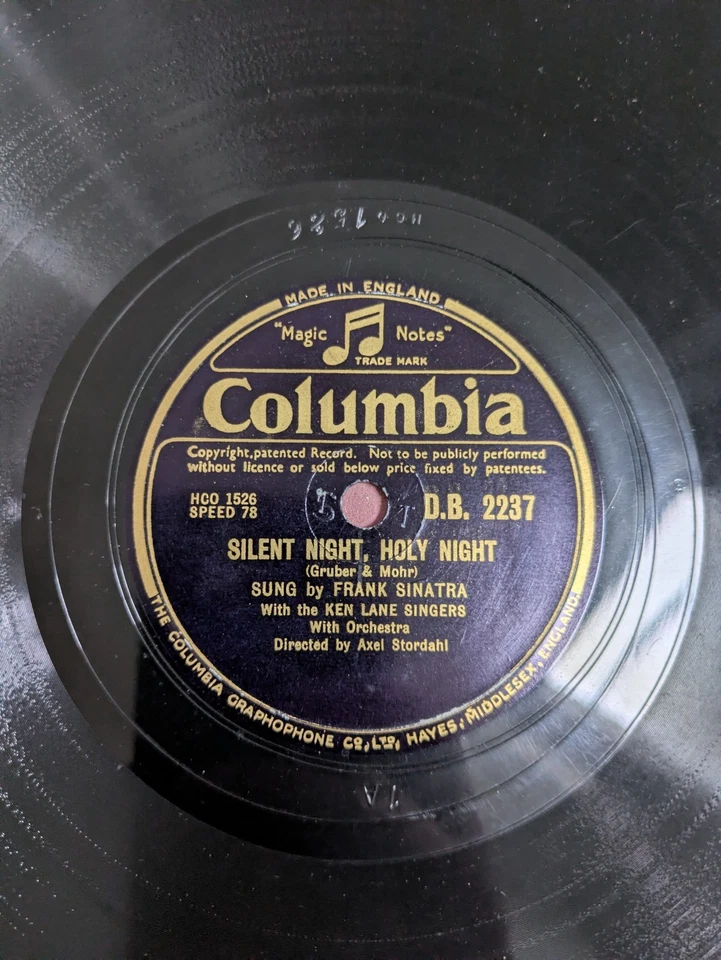 HCO 1526
MADE IN ENGLAND
"Magic Notes"
TRADE MARK
Columbia
Copyright,patented Record. Not to be publicly performed
without licence or sold below price fixed by patentees.
HCO 1526
SPEED 78
D.B. 2237
SILENT NIGHT, HOLY NIGHT
(Gruber & Mohr)
SUNG by FRANK SINATRA
With the KEN LANE SINGERS
With Orchestra
Directed by Axel Stordahl
THE COLUMBIA GRAPHOPHONE CO., LTD, HAYES, MIDDLESEX, ENGLAND.
1A